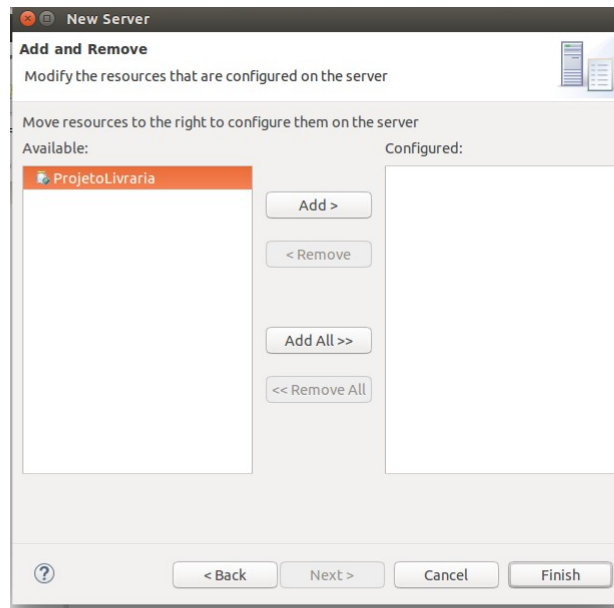 New Server
Add and Remove
Modify the resources that are configured on the server
Move resources to the right to configure them on the server
Available:
Configured:
ProjetoLivraria
Add >
< Remove
Add All >>
<< Remove All
?
< Back
Next >
Cancel
Finish